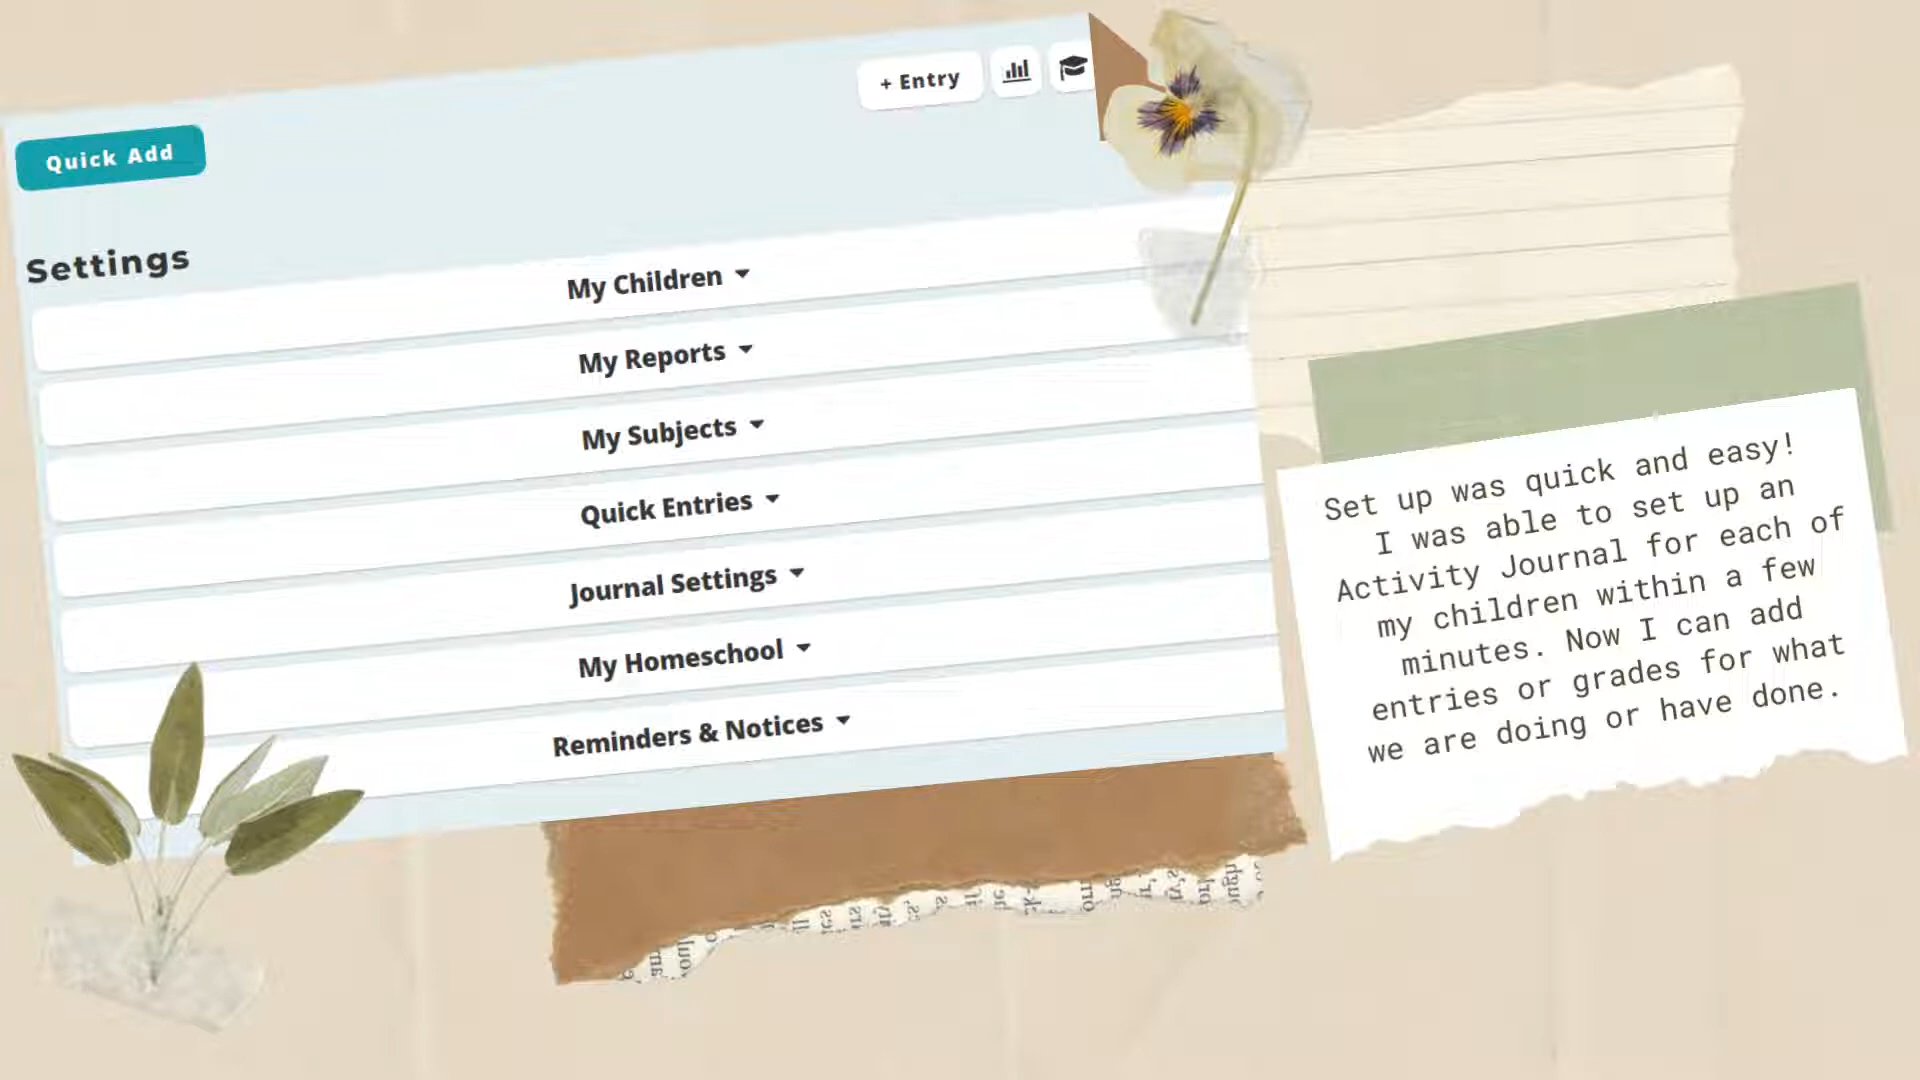 + Entry
Quick Add
Settings
My Children
My Reports
My Subjects
Quick Entries
Journal Settings
My Homeschool
Reminders & Notices
Set up was quick and easy!
I was able to set up an
Activity Journal for each of
my children within a few
minutes. Now I can add
entries or grades for what
we are doing or have done.